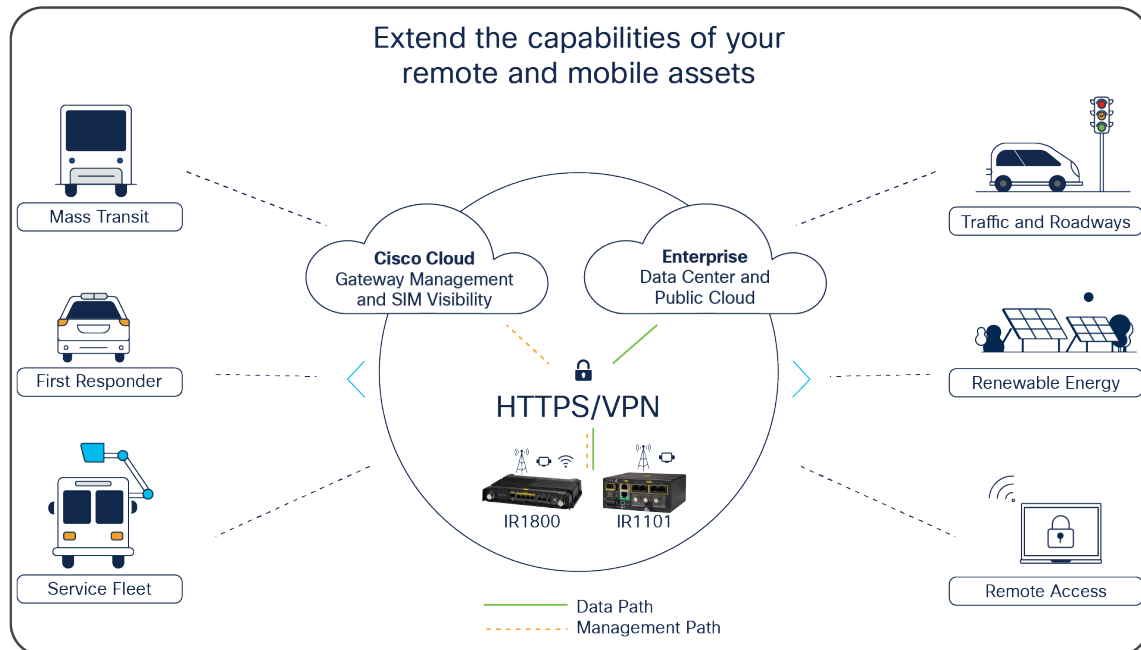 Extend the capabilities of your
remote and mobile assets
Mass Transit
Traffic and Roadways
Cisco Cloud
Gateway Management
and SIM Visibility
Enterprise
Data Center and
Public Cloud
First Responder
Renewable Energy
HTTPS/VPN
IR1800
IR1101
Service Fleet
Remote Access
Data Path
Management Path